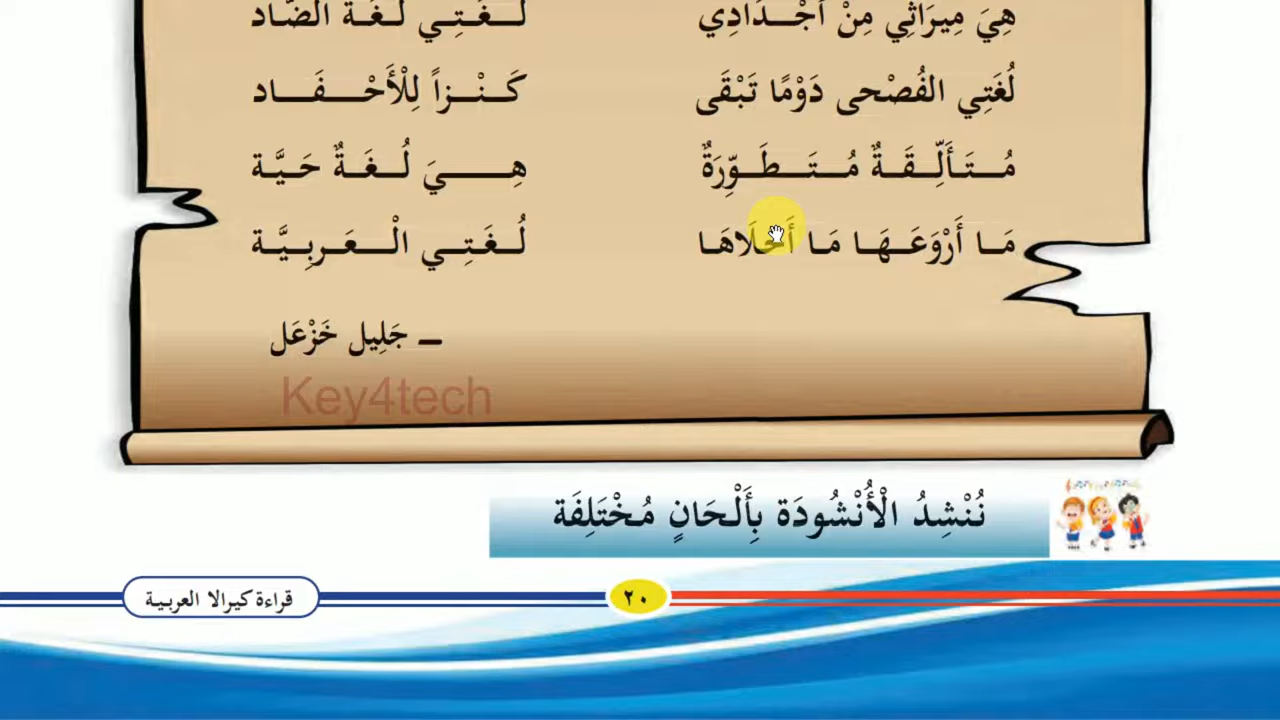 هِيَ مِيرَاثِي مِنْ أَجْدَادِي لُغَتِي لُغَةُ الضَّاد
لُغَتِي الفُصْحى دَوْمًا تَبْقَى كَنْزاً لِلْأَحْفَاد
مُتَأَلِّقَةٌ مُتَطَوِّرَةٌ هِيَ لُغَةٌ حَيَّة
مَا أَرْوَعَهَا مَا أَحْلَاهَا لُغَتِي الْعَرَبِيَّة
ـ جَلِيل خَزْعَل
Key4tech
نُنْشِدُ الْأُنْشُودَة بِأَلْحَانٍ مُخْتَلِفَة
٢٠
قراءة كيرالا العربية